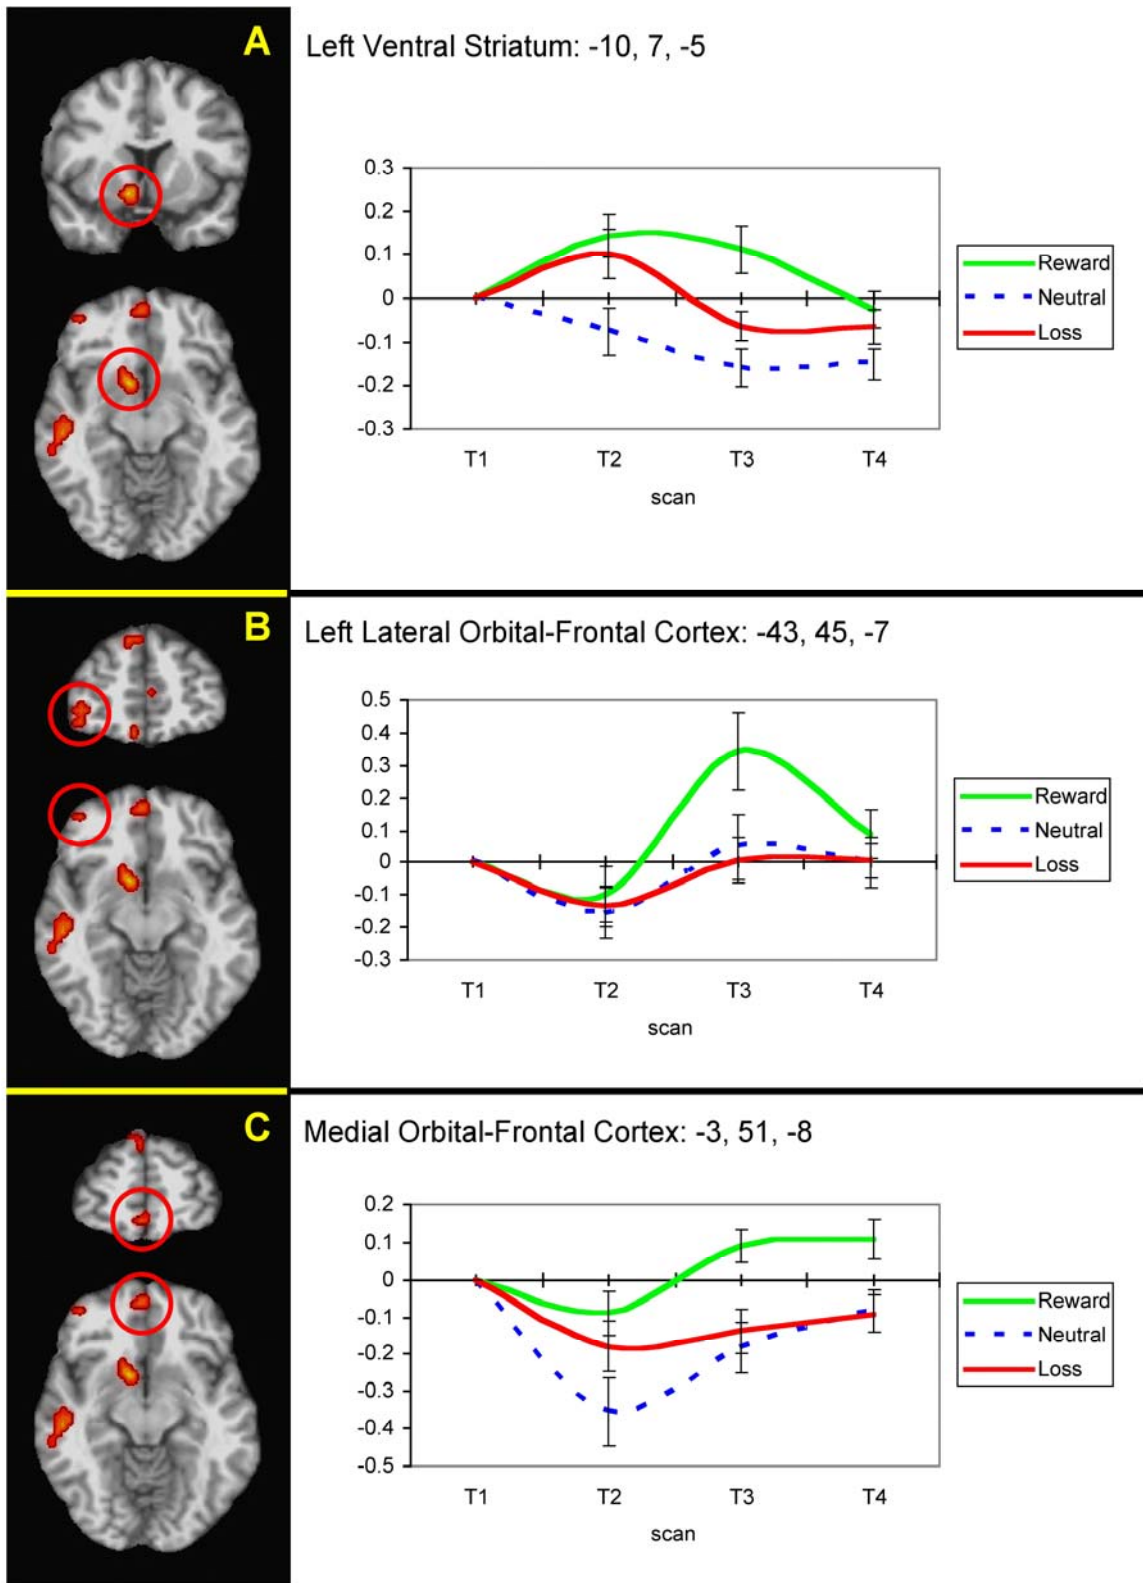 A
Left Ventral Striatum: -10, 7, -5
0.3
0.2
0.1
0
-0.1
-0.2
-0.3
T1 T2 T3 T4
scan
Reward
Neutral
Loss
B
Left Lateral Orbital-Frontal Cortex: -43, 45, -7
0.5
0.4
0.3
0.2
0.1
0
-0.1
-0.2
-0.3
T1 T2 T3 T4
scan
Reward
Neutral
Loss
C
Medial Orbital-Frontal Cortex: -3, 51, -8
0.2
0.1
0
-0.1
-0.2
-0.3
-0.4
-0.5
T1 T2 T3 T4
scan
Reward
Neutral
Loss